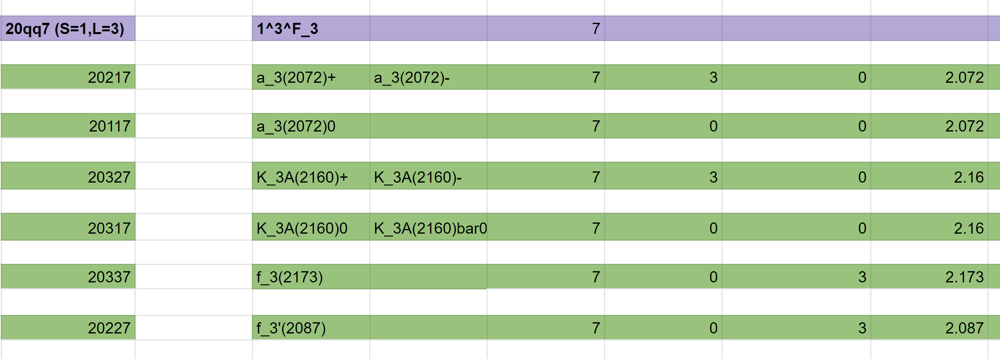 20qq7 (S=1,L=3) 1^3^F_3 7
20217 a_3(2072)+ a_3(2072)- 7 3 0 2.072
20117 a_3(2072)0 7 0 0 2.072
20327 K_3A(2160)+ K_3A(2160)- 7 3 0 2.16
20317 K_3A(2160)0 K_3A(2160)bar0 7 0 0 2.16
20337 f_3(2173) 7 0 3 2.173
20227 f_3'(2087) 7 0 3 2.087